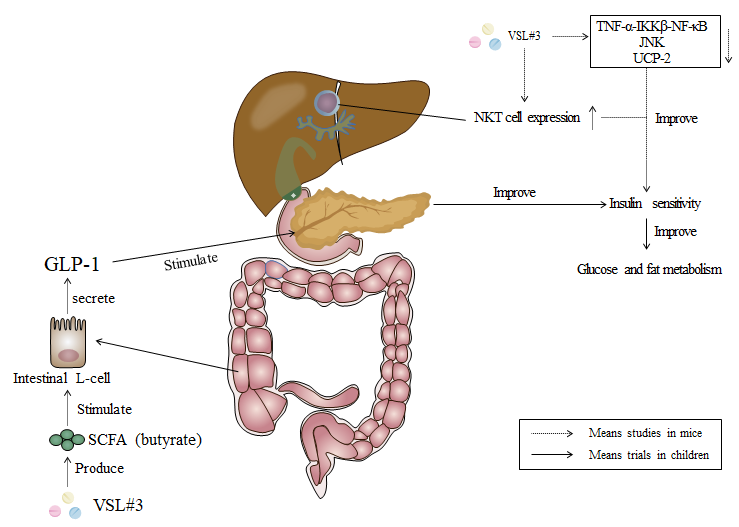 VSL#3
TNF-α-IKKβ-NF-κB
JNK
UCP-2
NKT cell expression
Improve
Improve
Insulin sensitivity
Improve
Glucose and fat metabolism
GLP-1
Stimulate
secrete
Intestinal L-cell
Stimulate
SCFA (butyrate)
Produce
VSL#3
Means studies in mice
Means trials in children